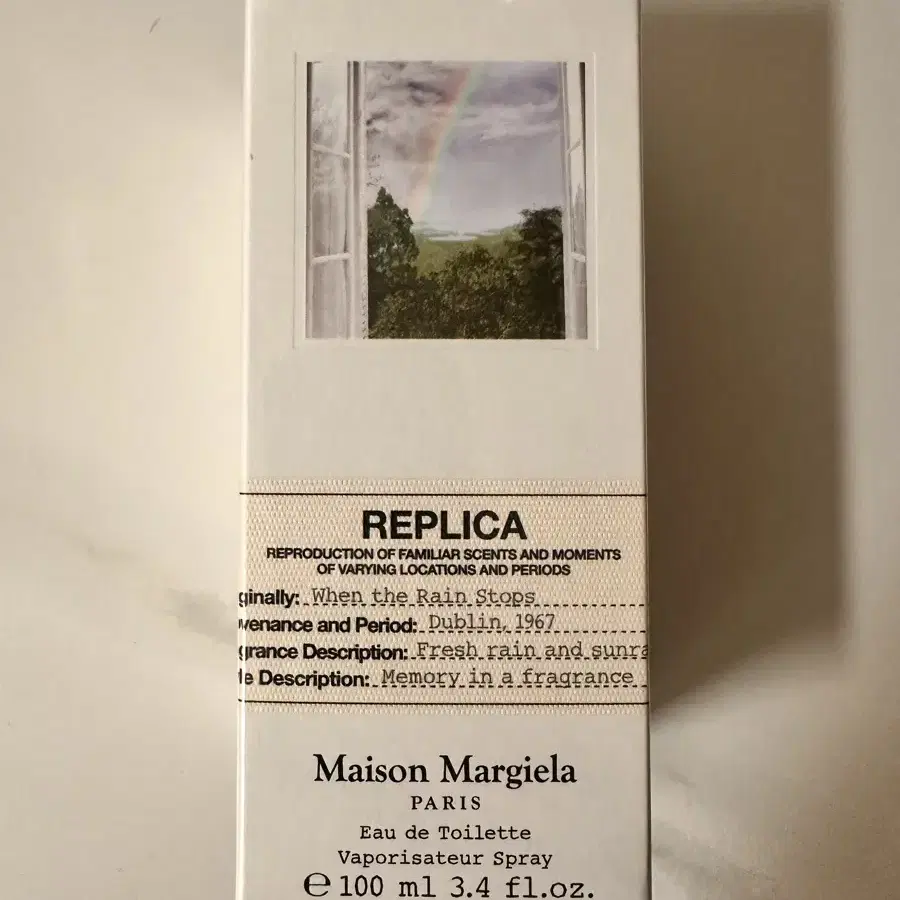 REPLICA
REPRODUCTION OF FAMILIAR SCENTS AND MOMENTS
OF VARYING LOCATIONS AND PERIODS
ginally: When the Rain Stops
venance and Period: Dublin, 1967
grance Description: Fresh rain and sunra
le Description: Memory in a fragrance
Maison Margiela
PARIS
Eau de Toilette
Vaporisateur Spray
℮ 100 ml 3.4 fl.oz.